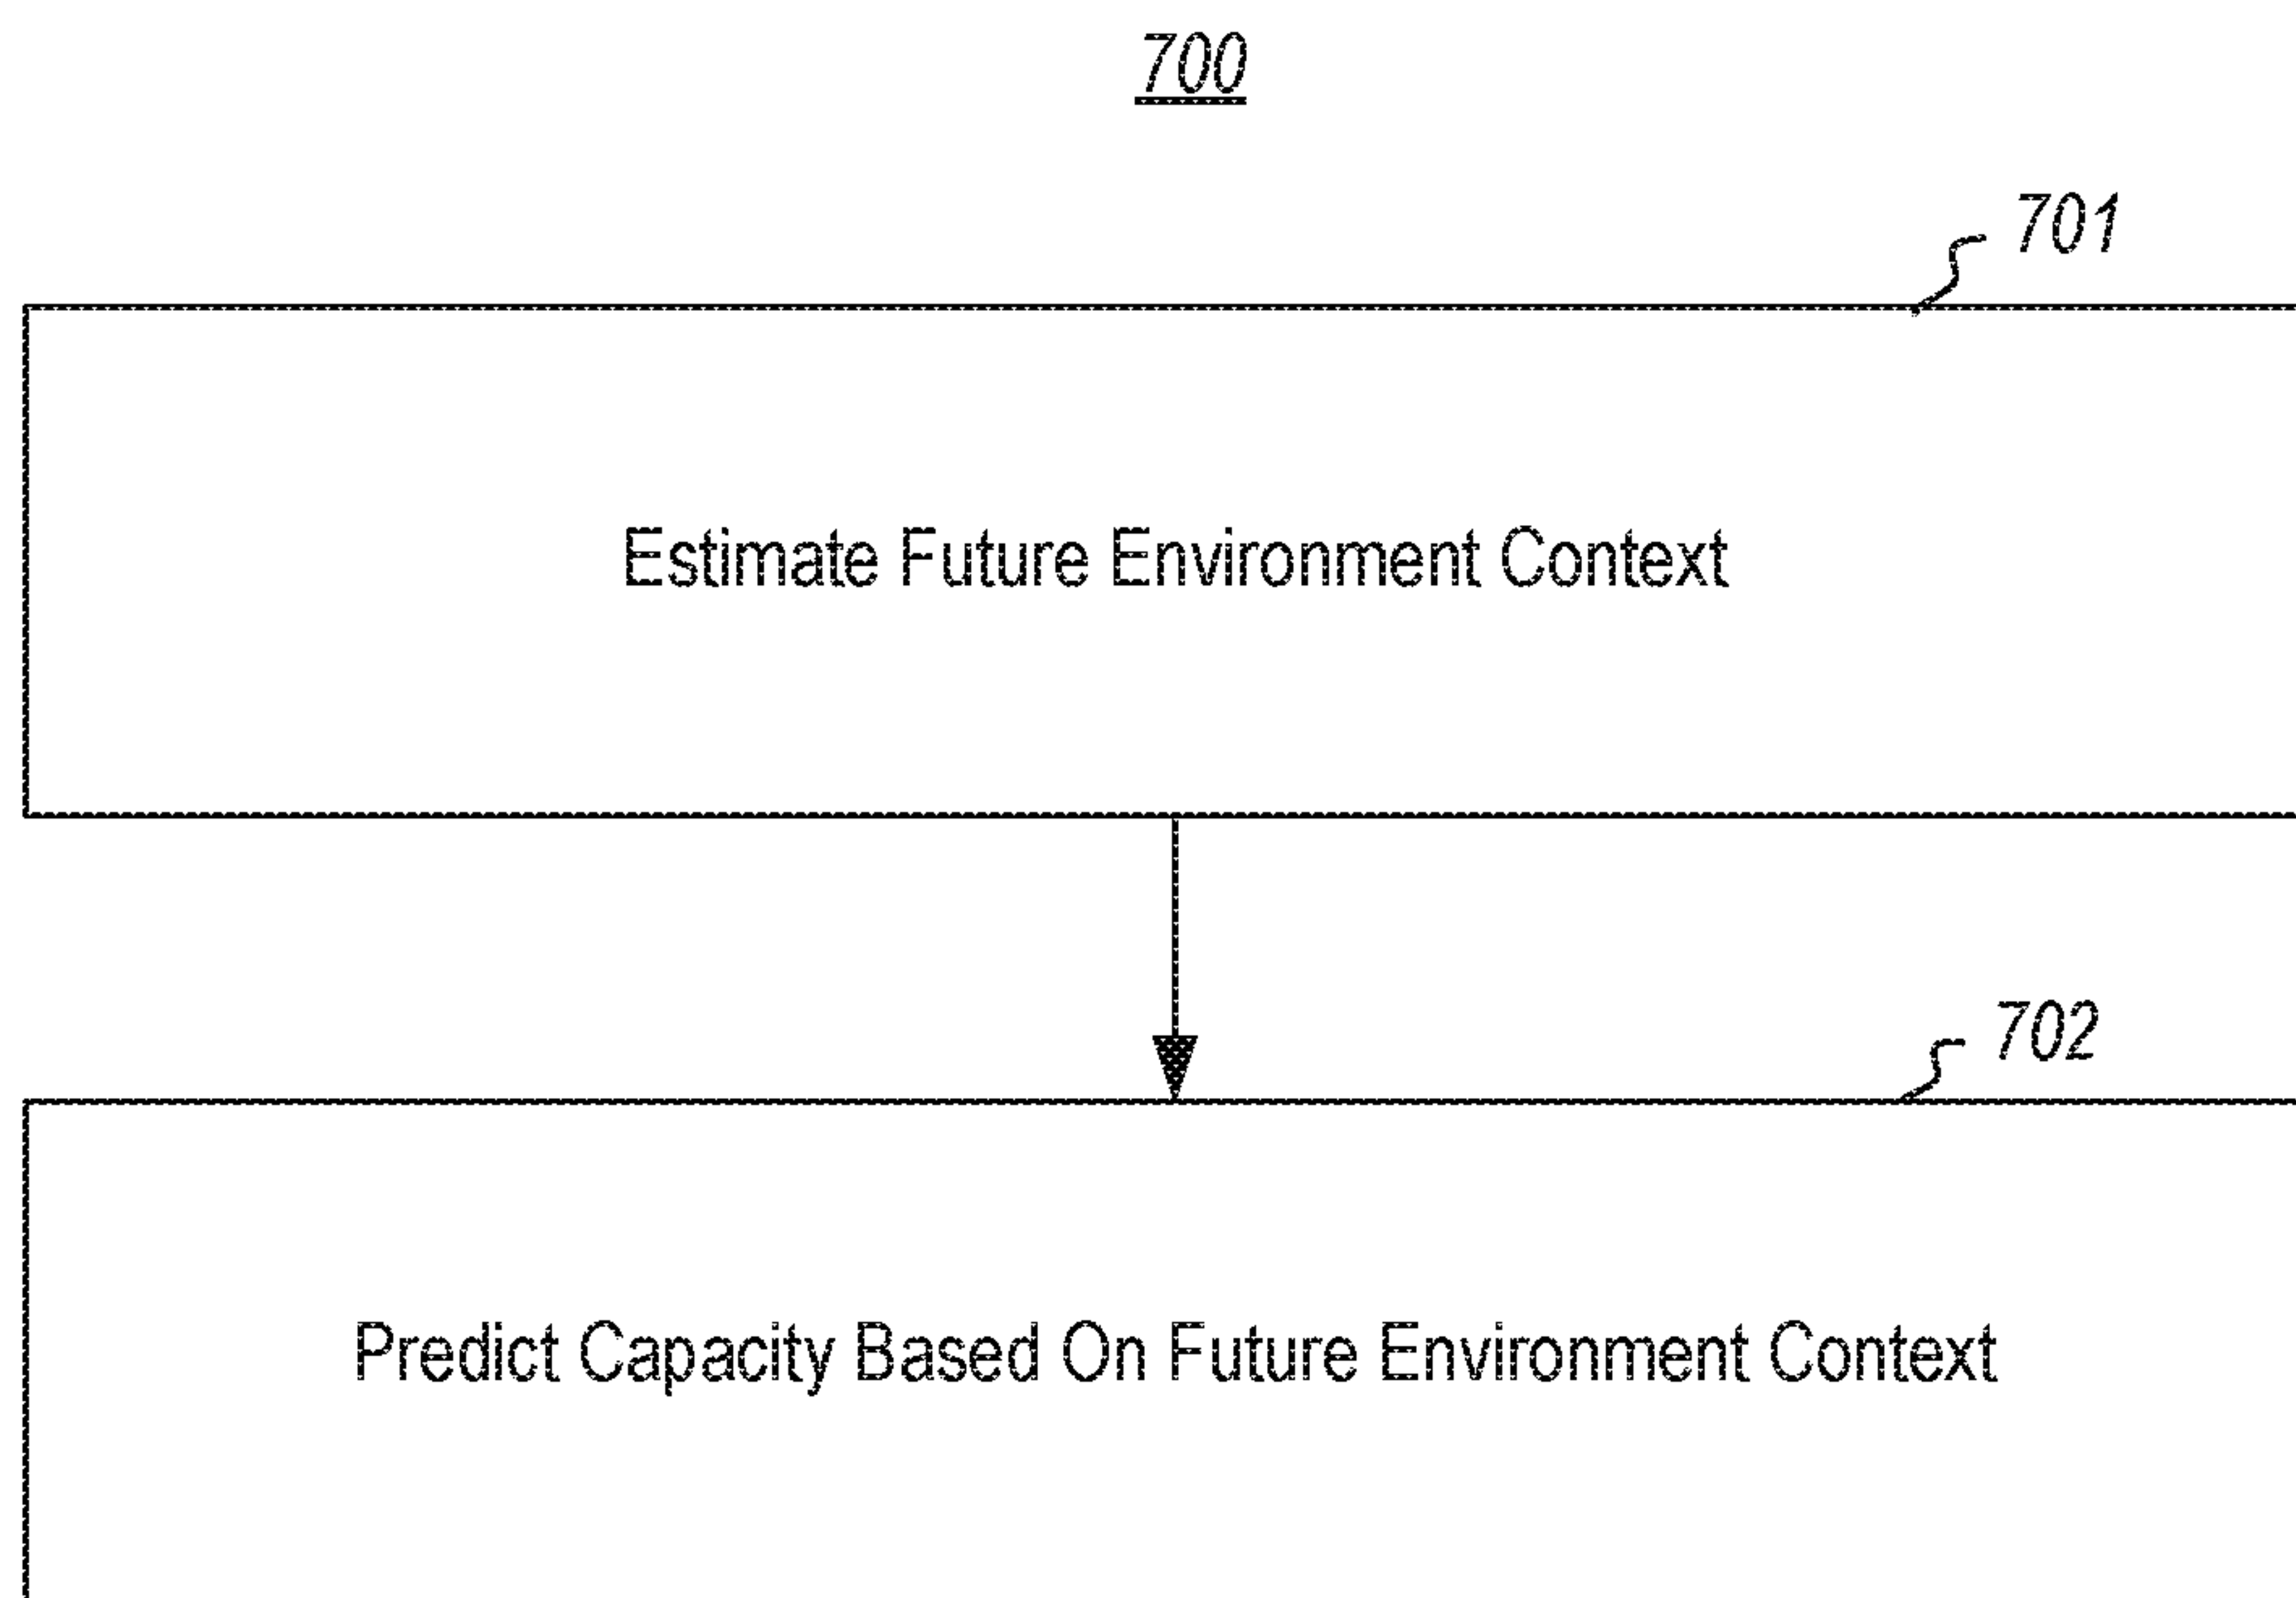 700
701
Estimate Future Environment Context
702
Predict Capacity Based On Future Environment Context